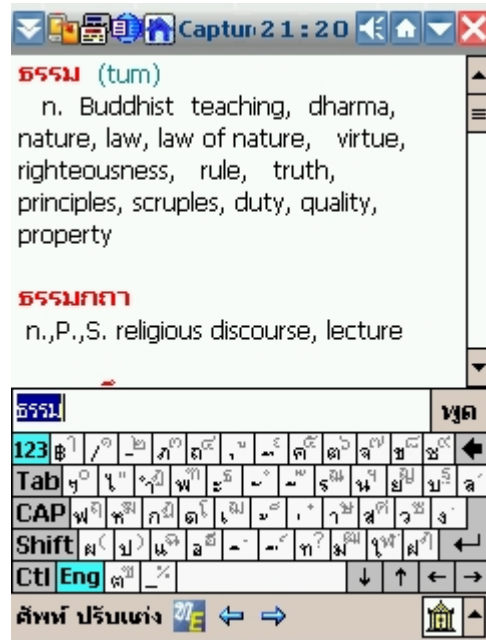 Captur 21:20
ธรรม (tum)
n. Buddhist teaching, dharma,
nature, law, law of nature, virtue,
righteousness, rule, truth,
principles, scruples, duty, quality,
property
ธรรมกถา
n.,P.,S. religious discourse, lecture
ธรรม พูด
123
Tab
CAP
Shift
Ctl Eng
ศัพท์ ปรับแต่ง